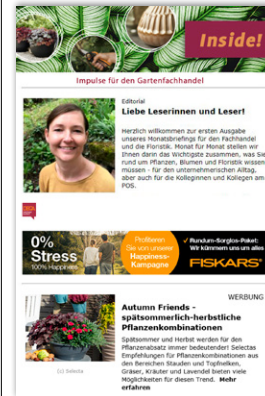 Inside!
Impulse für den Gartenfachhandel
Editorial
Liebe Leserinnen und Leser!
Herzlich willkommen zur ersten Ausgabe
unseres Monatsbriefings für den Fachhandel
und die Floristik. Monat für Monat stellen wir
Ihnen darin das Wichtigste zusammen, was Sie
rund um Pflanzen, Blumen und Floristik wissen
müssen - für den unternehmerischen Alltag,
aber auch für die Kolleginnen und Kollegen am
POS.
0%
Stress
100% Happiness
Profitieren
Sie von unserer
Happiness-
Kampagne
Rundum-Sorglos-Paket:
Wir kümmern uns um alles
FISKARS®
WERBUNG
Autumn Friends -
spätsommerlich-herbstliche
Pflanzenkombinationen
Spätsommer und Herbst werden für den
Pflanzenabsatz immer bedeutender! Selectas
Empfehlungen für Pflanzenkombinationen aus
den Bereichen Stauden und Topfnelken,
Gräser, Kräuter und Lavendel bieten viele
Möglichkeiten für diesen Trend. Mehr
erfahren
(c) Selecta